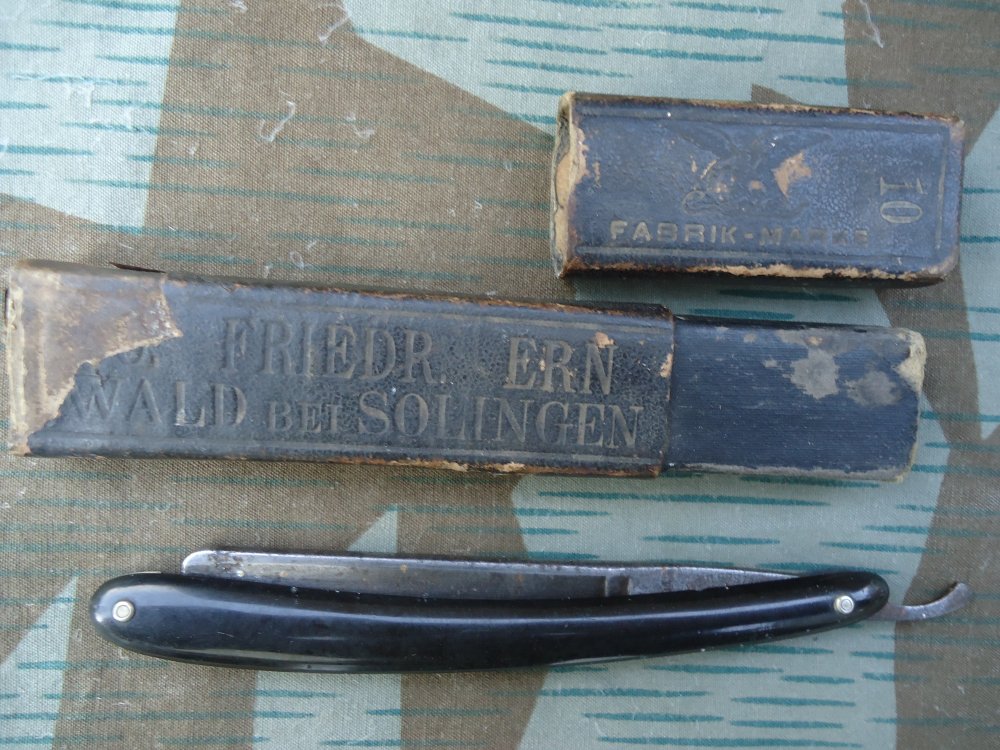 FABRIK-MARKE
10
FRIEDR. ERN
WALD BEI SOLINGEN